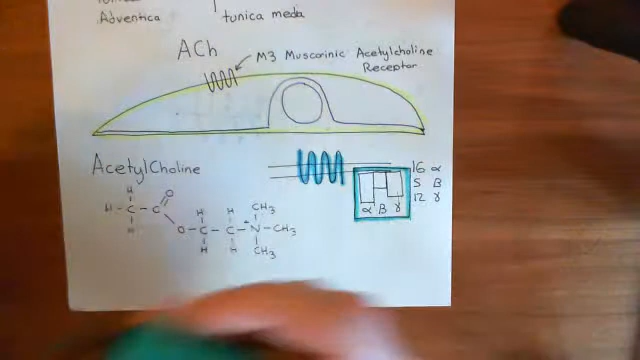 Adventica
tunica meda
ACh
M3 Muscarinic Acetylcholine
Receptor
AcetylCholine
16 α
5 β
12 γ
α β γ
H O
H - C - C
H
H H CH3
O - C - C - N - CH3
+
H H CH3